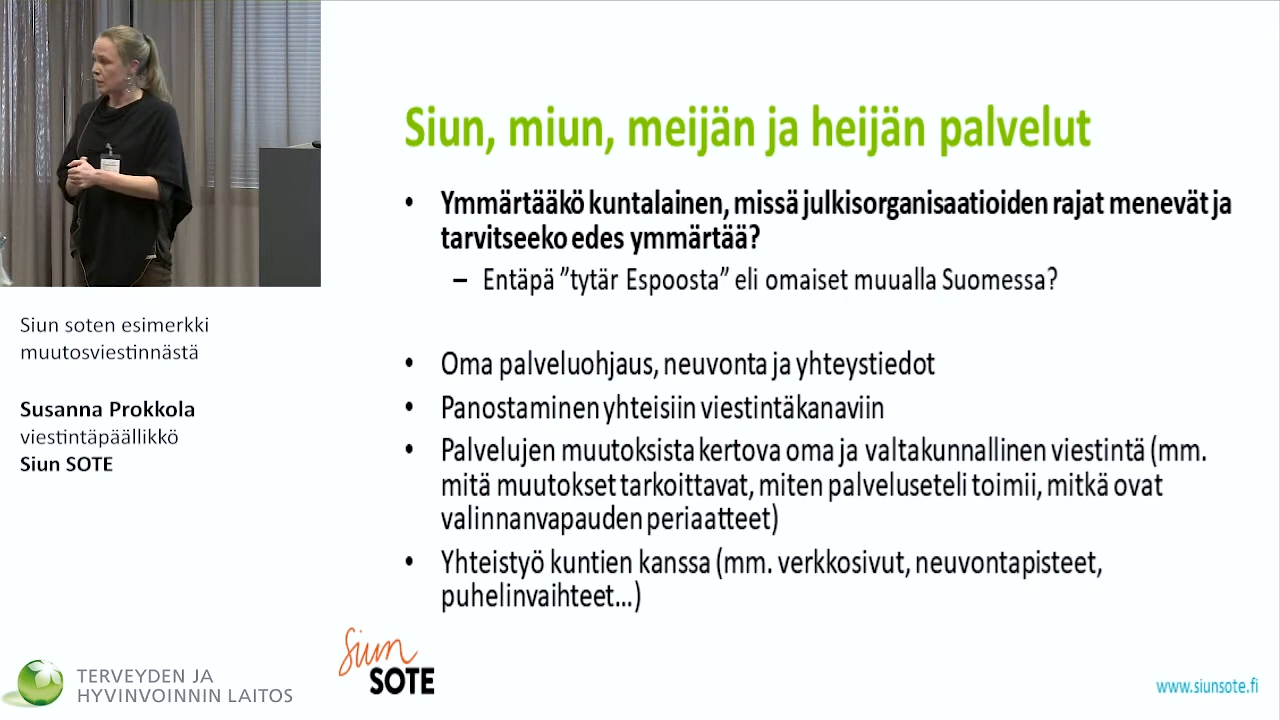 Siun, miun, meijän ja heijän palvelut
• Ymmärtääkö kuntalainen, missä julkisorganisaatioiden rajat menevät ja
tarvitseeko edes ymmärtää?
– Entäpä ”tytär Espoosta” eli omaiset muualla Suomessa?
• Oma palveluohjaus, neuvonta ja yhteystiedot
• Panostaminen yhteisiin viestintäkanaviin
• Palvelujen muutoksista kertova oma ja valtakunnallinen viestintä (mm.
mitä muutokset tarkoittavat, miten palveluseteli toimii, mitkä ovat
valinnanvapauden periaatteet)
• Yhteistyö kuntien kanssa (mm. verkkosivut, neuvontapisteet,
puhelinvaihteet...)
Siun soten esimerkki
muutosviestinnästä
Susanna Prokkola
viestintäpäällikkö
Siun SOTE
TERVEYDEN JA
HYVINVOINNIN LAITOS
Siun
SOTE
www.siunsote.fi